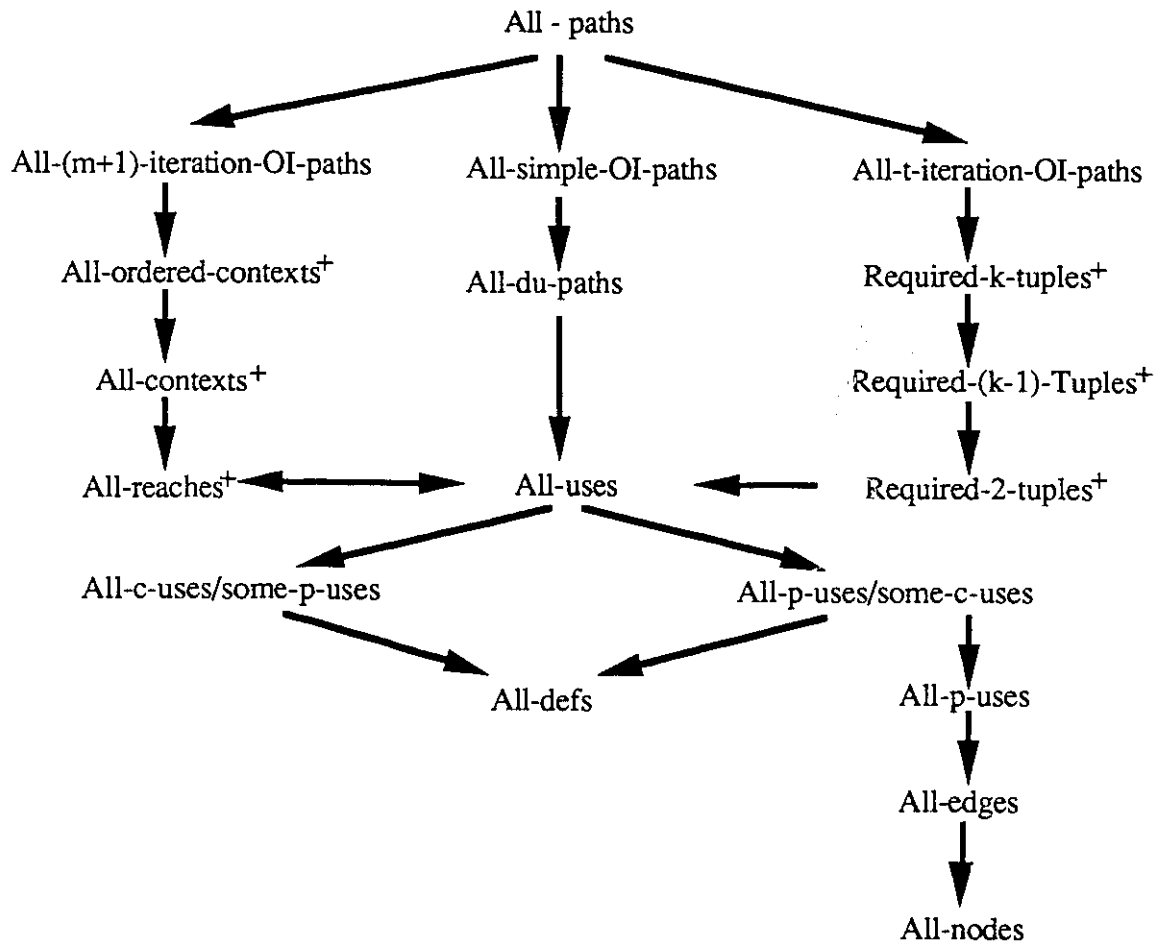 All - paths
All-(m+1)-iteration-OI-paths
All-simple-OI-paths
All-t-iteration-OI-paths
All-ordered-contexts⁺
All-du-paths
Required-k-tuples⁺
All-contexts⁺
Required-(k-1)-Tuples⁺
All-reaches⁺
All-uses
Required-2-tuples⁺
All-c-uses/some-p-uses
All-p-uses/some-c-uses
All-defs
All-p-uses
All-edges
All-nodes